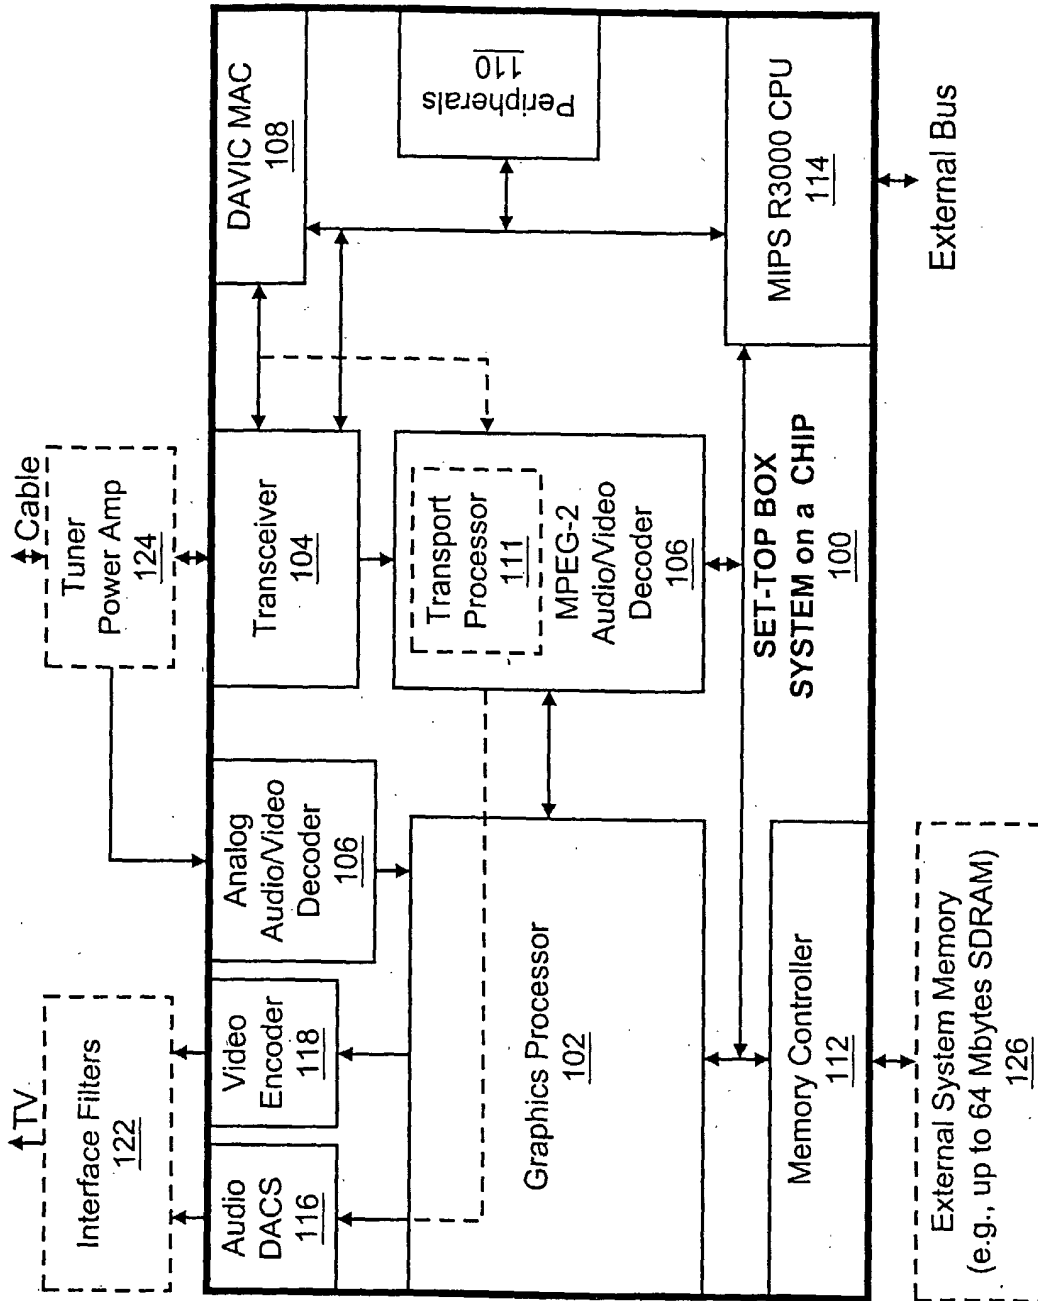 TV
Cable
Interface Filters
122
Tuner
Power Amp
124
Audio
DACS
116
Video
Encoder
118
Analog
Audio/Video
Decoder
106
Transceiver
104
DAVIC MAC
108
Graphics Processor
102
Transport
Processor
111
MPEG-2
Audio/Video
Decoder
106
Peripherals
110
SET-TOP BOX
SYSTEM on a CHIP
100
Memory Controller
112
MIPS R3000 CPU
114
External System Memory
(e.g., up to 64 Mbytes SDRAM)
126
External Bus